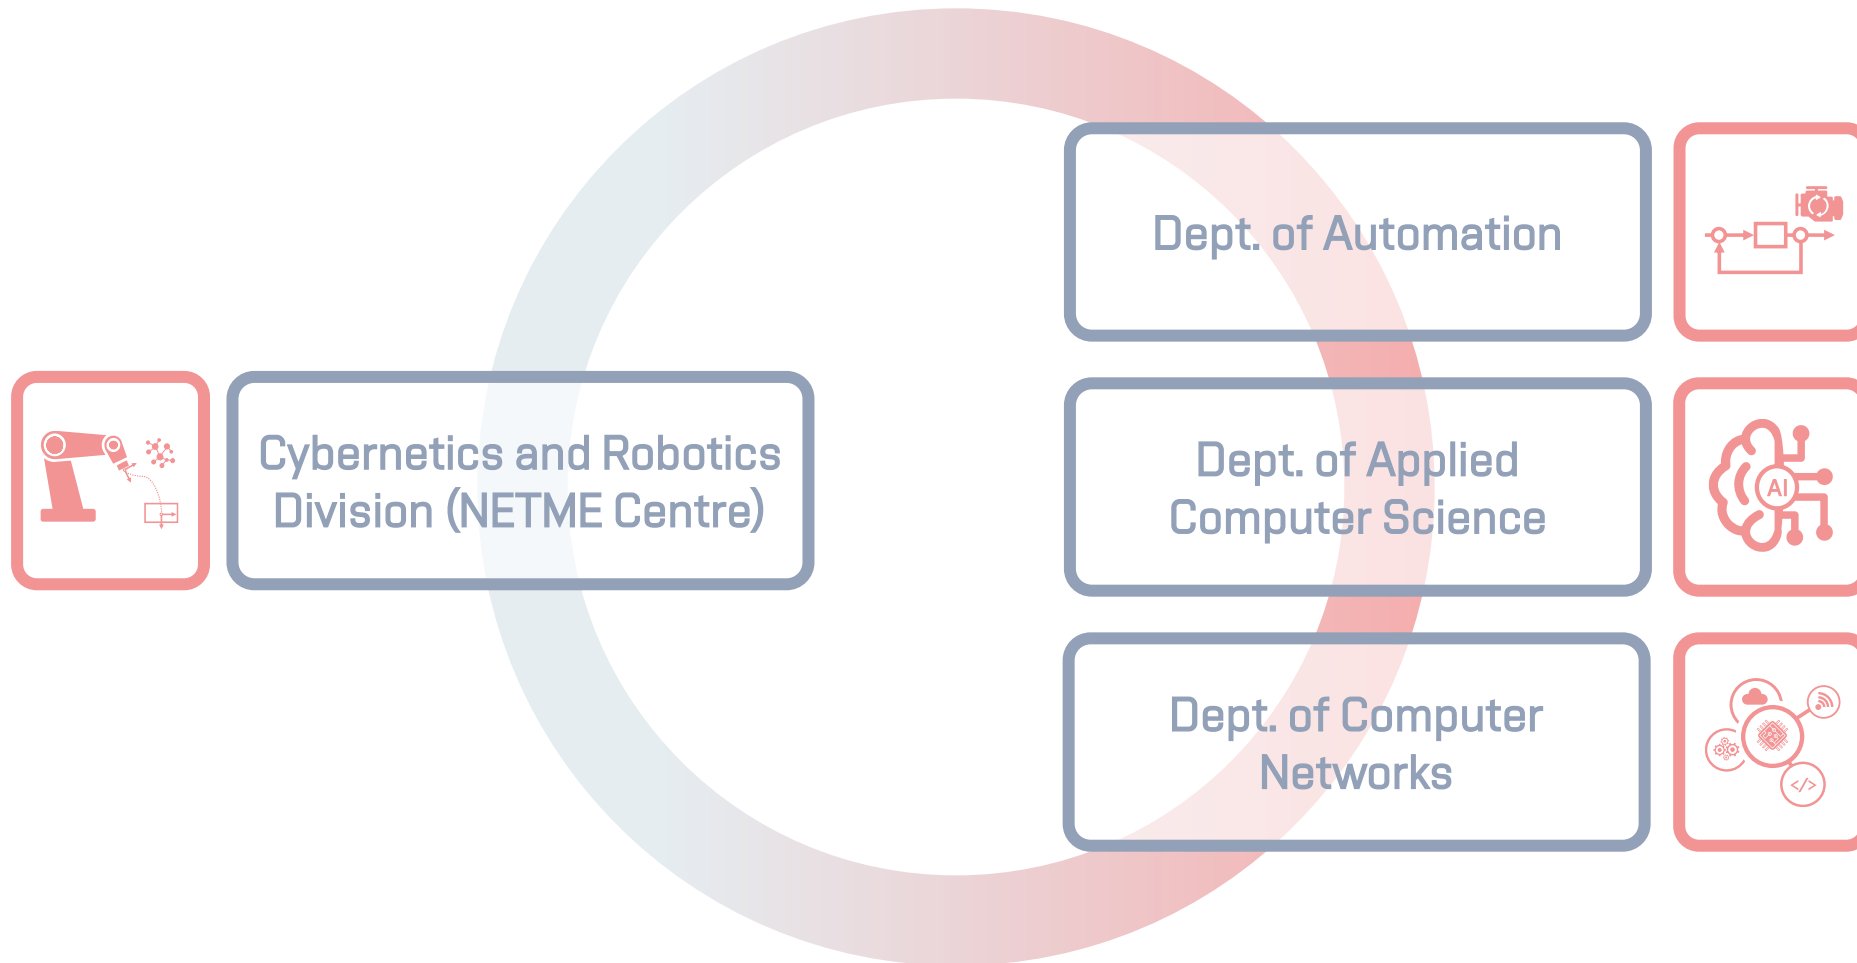 Cybernetics and Robotics
Division (NETME Centre)
Dept. of Automation
Dept. of Applied
Computer Science
AI
Dept. of Computer
Networks
</>